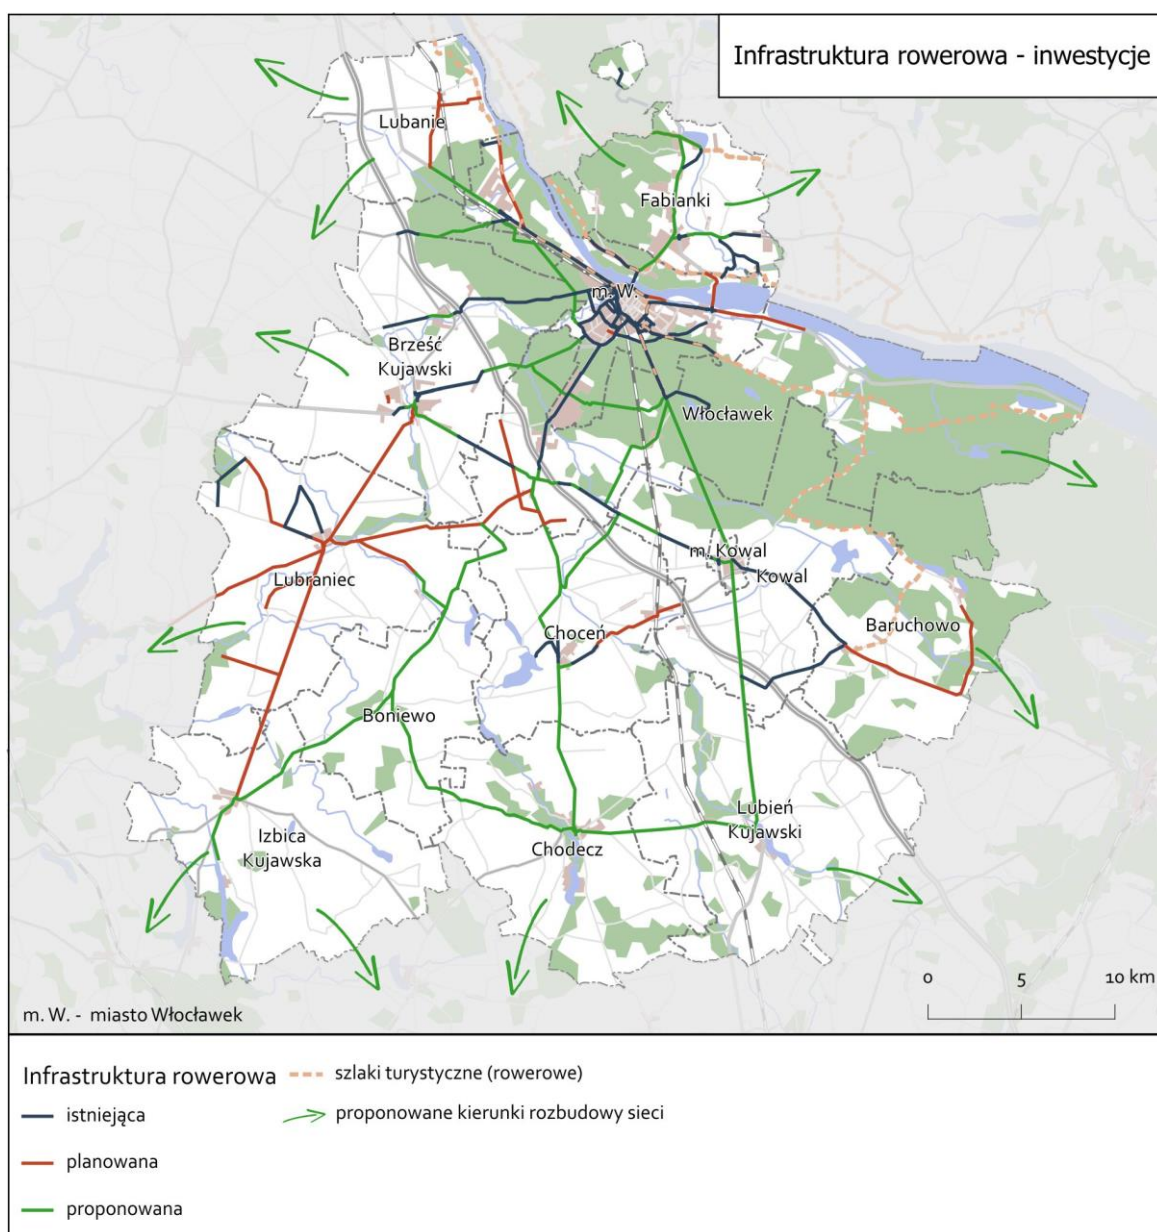 Infrastruktura rowerowa - inwestycje
Lubanie
Fabianki
m. W.
Brześć
Kujawski
Włocławek
m. Kowal
Kowal
Lubraniec
Baruchowo
Choceń
Boniewo
Lubień
Kujawski
Izbica
Kujawska
Chodecz
0 5 10 km
m. W. - miasto Włocławek
Infrastruktura rowerowa
szlaki turystyczne (rowerowe)
istniejąca
proponowane kierunki rozbudowy sieci
planowana
proponowana